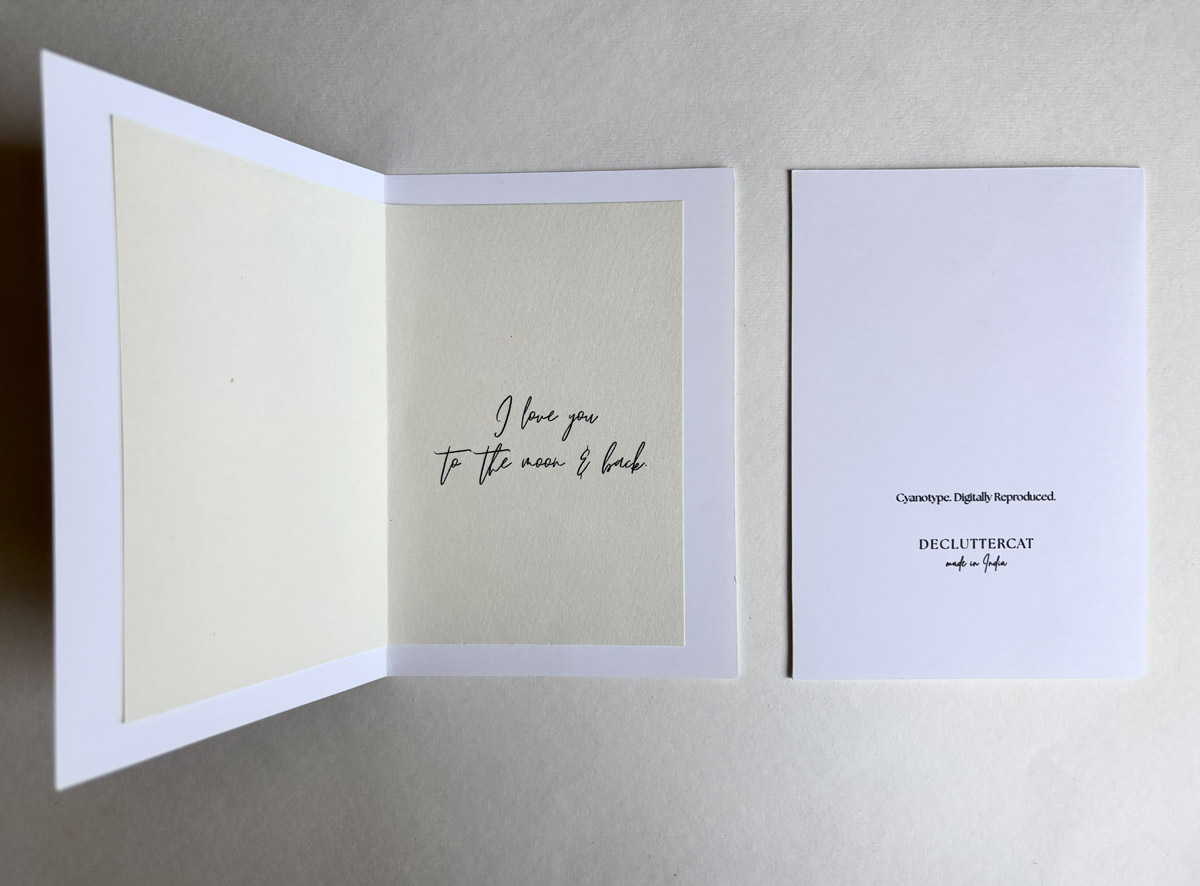 I love you
to the moon & back.
Cyanotype. Digitally Reproduced.
DECLUTTERCAT
made in India